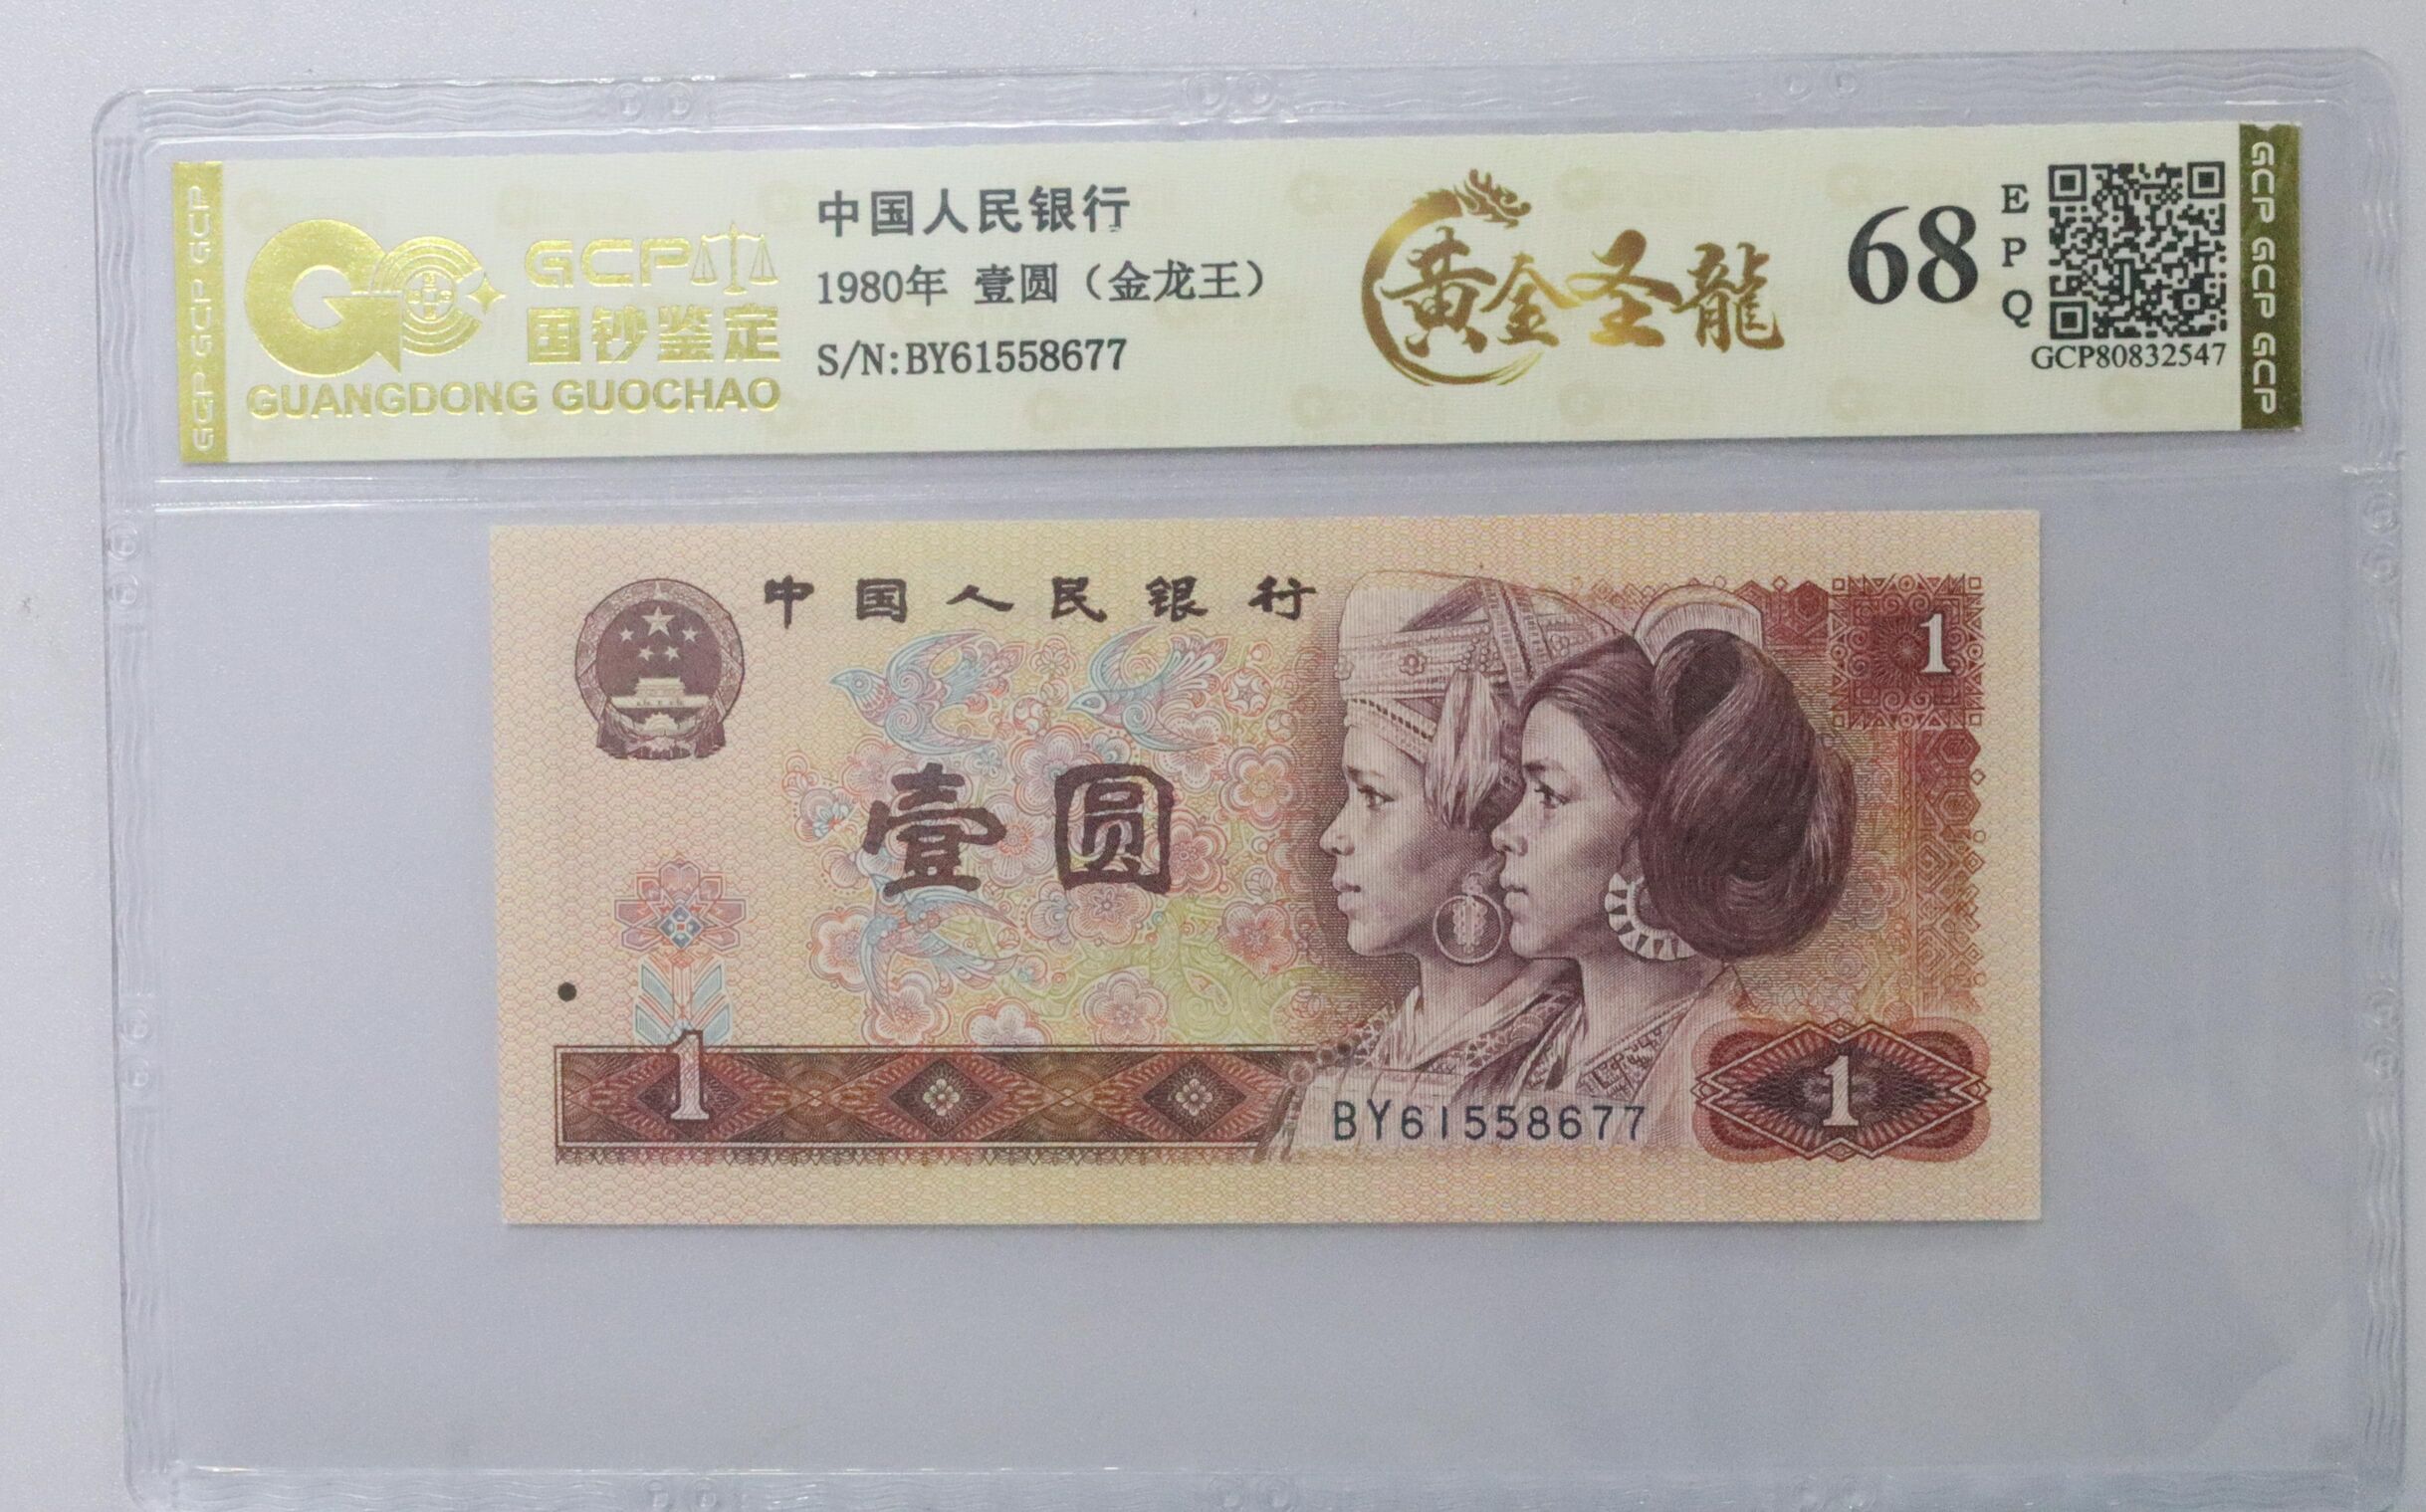 GCP GCP GCP
GCP
国钞鉴定
GUANGDONG GUOCHAO
中国人民银行
1980年 壹圆（金龙王）
S/N:BY61558677
黄金圣龍
68
E
P
Q
GCP80832547
GCP GCP GCP
中国人民银行
1
壹圆
1
BY61558677
1